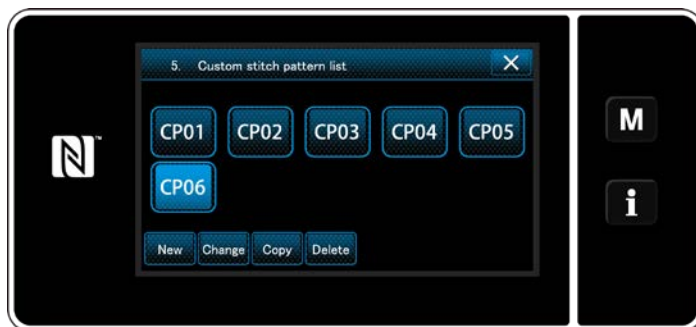 5. Custom stitch pattern list
CP01 CP02 CP03 CP04 CP05
CP06
New Change Copy Delete
M
i